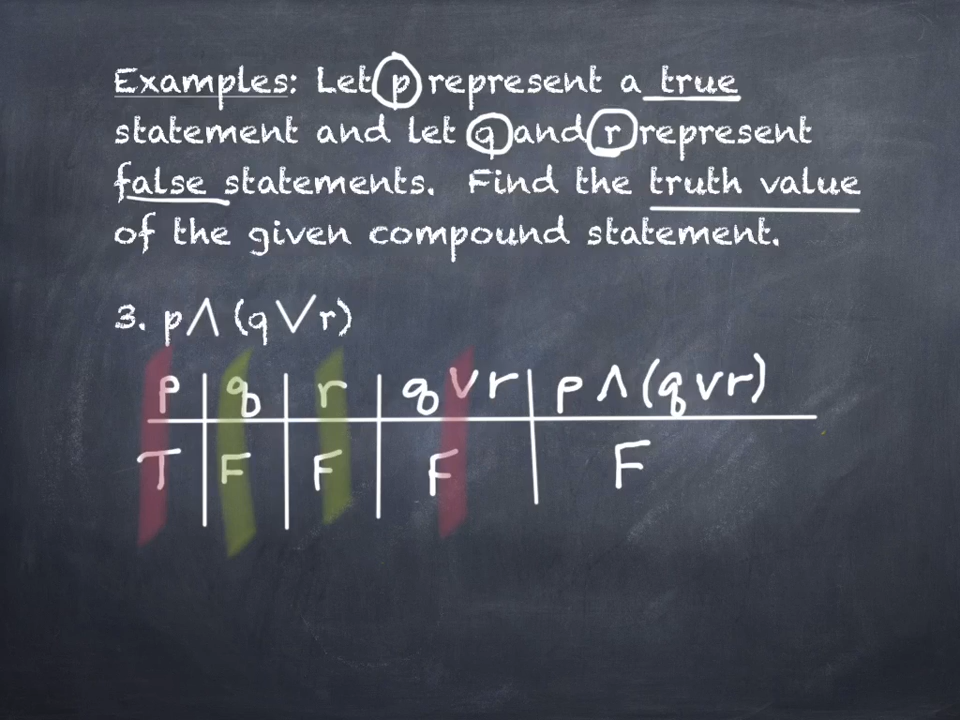 Examples: Let p represent a true
statement and let q and r represent
false statements. Find the truth value
of the given compound statement.
3. p∧(q∨r)
p q r q∨r p∧(q∨r)
T F F F F